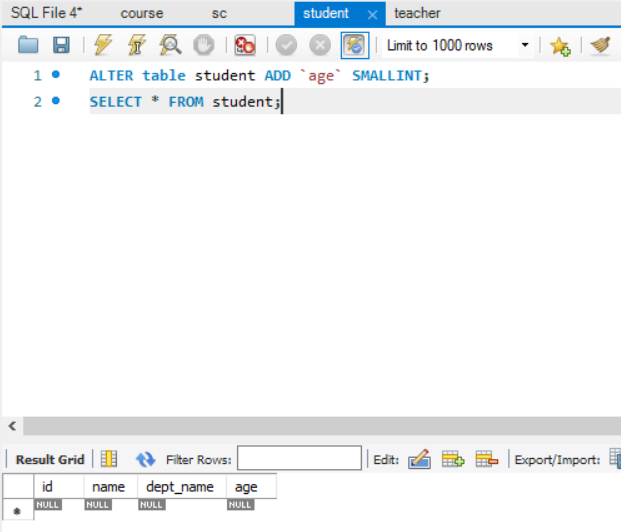 SQL File 4* course sc student × teacher
Limit to 1000 rows
1 ALTER table student ADD `age` SMALLINT;
2 SELECT * FROM student;
Result Grid Filter Rows: Edit: Export/Import:
id name dept_name age
* NULL NULL NULL NULL